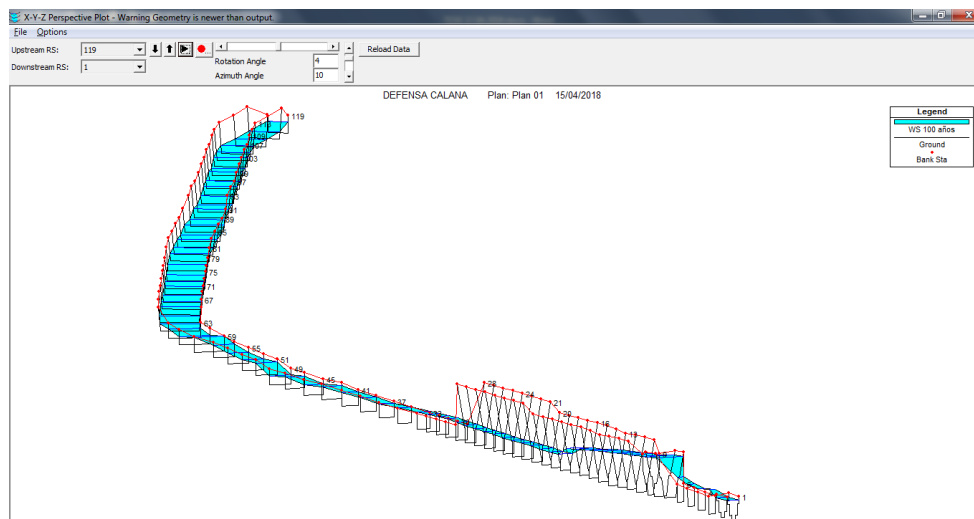 X-Y-Z Perspective Plot - Warning Geometry is newer than output.
File Options
Upstream RS: 119
Downstream RS: 1
Rotation Angle 4
Azimuth Angle 10
Reload Data
DEFENSA CALANA Plan: Plan 01 15/04/2018
Legend
WS 100 años
Ground
Bank Sta
119
109
103
81
79
75
71
67
63
59
55
51
49
45
41
37
28
24
21
20
16
13
1